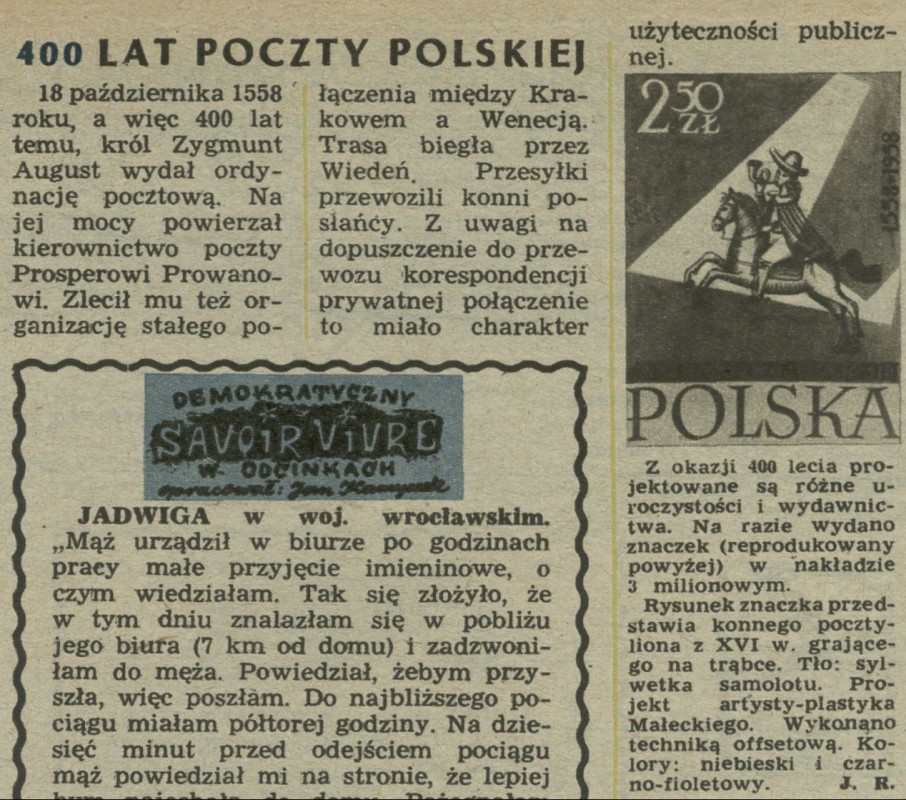 400 LAT POCZTY POLSKIEJ
18 października 1558
roku, a więc 400 lat
temu, król Zygmunt
August wydał ordy-
nację pocztową. Na
jej mocy powierzał
kierownictwo poczty
Prosperowi Prowano-
wi. Zlecił mu też or-
ganizację stałego po-
łączenia między Kra-
kowem a Wenecją.
Trasa biegła przez
Wiedeń. Przesyłki
przewozili konni po-
słańcy. Z uwagi na
dopuszczenie do prze-
wozu korespondencji
prywatnej połączenie
to miało charakter
użyteczności publicz-
nej.
2 50
ZŁ
1558-1958
POLSKA
Z okazji 400 lecia pro-
jektowane są różne u-
roczystości i wydawnic-
twa. Na razie wydano
znaczek (reprodukowany
powyżej) w nakładzie
3 milionowym.
Rysunek znaczka przed-
stawia konnego poczty-
liona z XVI w. grające-
go na trąbce. Tło: syl-
wetka samolotu. Pro-
jekt artysty-plastyka
Małeckiego. Wykonano
techniką offsetową. Ko-
lory: niebieski i czar-
no-fioletowy. J. R.
DEMOKRATYCZNY
SAVOIR VIVRE
W ODCINKACH
opracował: Jan Kamyczek
JADWIGA w woj. wrocławskim.
„Mąż urządził w biurze po godzinach
pracy małe przyjęcie imieninowe, o
czym wiedziałam. Tak się złożyło, że
w tym dniu znalazłam się w pobliżu
jego biura (7 km od domu) i zadzwoni-
łam do męża. Powiedział, żebym przy-
szła, więc poszłam. Do najbliższego po-
ciągu miałam półtorej godziny. Na dzie-
sięć minut przed odejściem pociągu
mąż powiedział mi na stronie, że lepiej